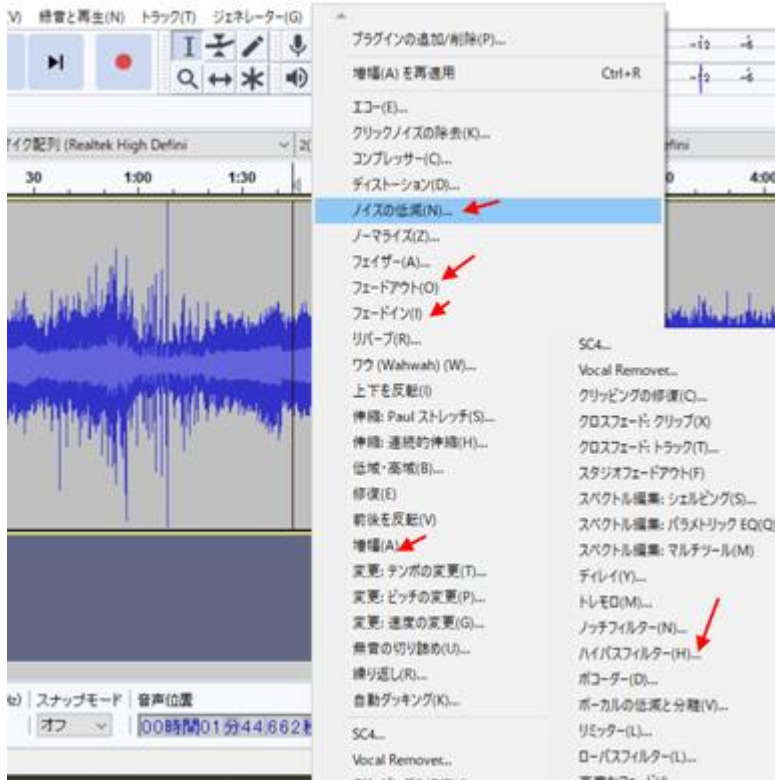 V) 録音と再生(N) トラック(T) ジェネレーター(G)
プラグインの追加/削除(P)...
増幅(A) を再適用 Ctrl+R
エコー(E)...
クリックノイズの除去(K)...
コンプレッサー(C)...
ディストーション(D)...
ノイズの低減(N)...
ノーマライズ(Z)...
フェイザー(A)...
フェードアウト(O)
フェードイン(I)
リバーブ(R)...
ワウ (Wahwah) (W)...
上下を反転(I)
伸縮: Paul ストレッチ(S)...
伸縮: 連続的伸縮(H)...
低域・高域(B)...
修復(E)
前後を反転(V)
増幅(A)
変更: テンポの変更(T)...
変更: ピッチの変更(P)...
変更: 速度の変更(G)...
無音の切り詰め(U)...
繰り返し(R)...
自動ダッキング(K)...
SC4...
Vocal Remover...
-12 -6
-12 -6
マイク配列 (Realtek High Defini 2(
efini
30 1:00 1:30
0 4:00
SC4...
Vocal Remover...
クリッピングの修復(C)...
クロスフェード: クリップ(X)
クロスフェード: トラック(T)...
スタジオフェードアウト(F)
スペクトル編集: シェルビング(S)...
スペクトル編集: パラメトリック EQ(Q)
スペクトル編集: マルチツール(M)
ディレイ(Y)...
トレモロ(M)...
ノッチフィルター(N)...
ハイパスフィルター(H)...
ボコーダー(D)...
ボーカルの低減と分離(V)...
リミッター(L)...
ローパスフィルター(L)...
z) スナップモード 音声位置
オフ 00時間01分44.662秒